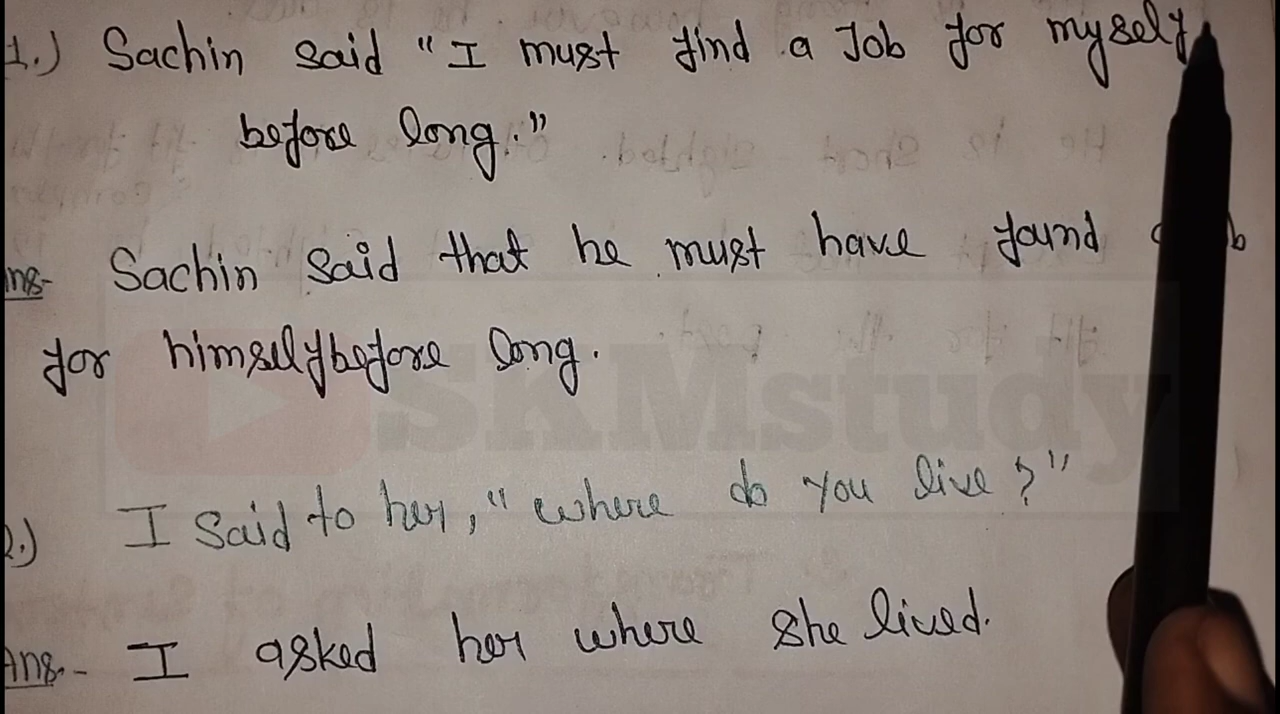 1.) Sachin said "I must find a Job for myself
before long."
Ans- Sachin said that he must have found
for himself before long.
SKMstudy
2.) I said to her, "where do you live?"
Ans.- I asked her where she lived.